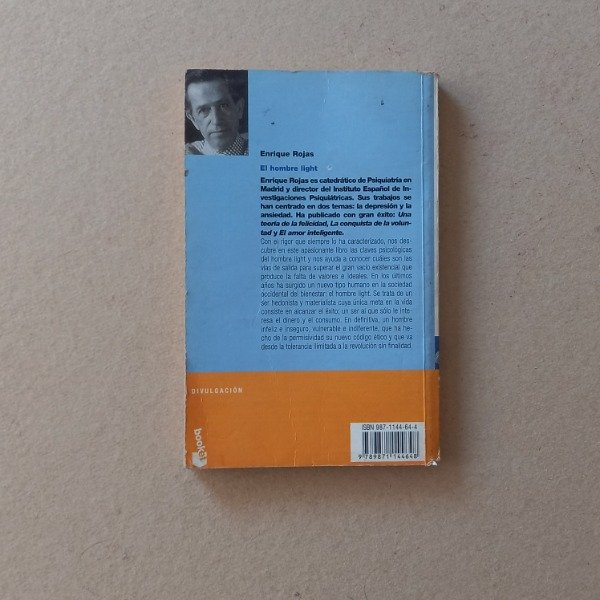 Enrique Rojas
El hombre light
Enrique Rojas es catedrático de Psiquiatría en
Madrid y director del Instituto Español de In-
vestigaciones Psiquiátricas. Sus trabajos se
han centrado en dos temas: la depresión y la
ansiedad. Ha publicado con gran éxito: Una
teoría de la felicidad, La conquista de la volun-
tad y El amor inteligente.
Con el rigor que siempre lo ha caracterizado, nos des-
cubre en este apasionante libro las claves psicológicas
del hombre light y nos ayuda a conocer cuáles son las
vías de salida para superar el gran vacío existencial que
produce la falta de valores e ideales. En los últimos
años ha surgido un nuevo tipo humano en la sociedad
occidental del bienestar: el hombre light. Se trata de un
ser hedonista y materialista cuya única meta en la vida
consiste en alcanzar el éxito, un ser al que sólo le inte-
resa el dinero y el consumo. En definitiva, un hombre
infeliz e inseguro, vulnerable e indiferente, que ha he-
cho de la permisividad su nuevo código ético y que va
desde la tolerancia ilimitada a la revolución sin finalidad.
DIVULGACIÓN
booket
ISBN 987-1144-64-4
9 789871 144648